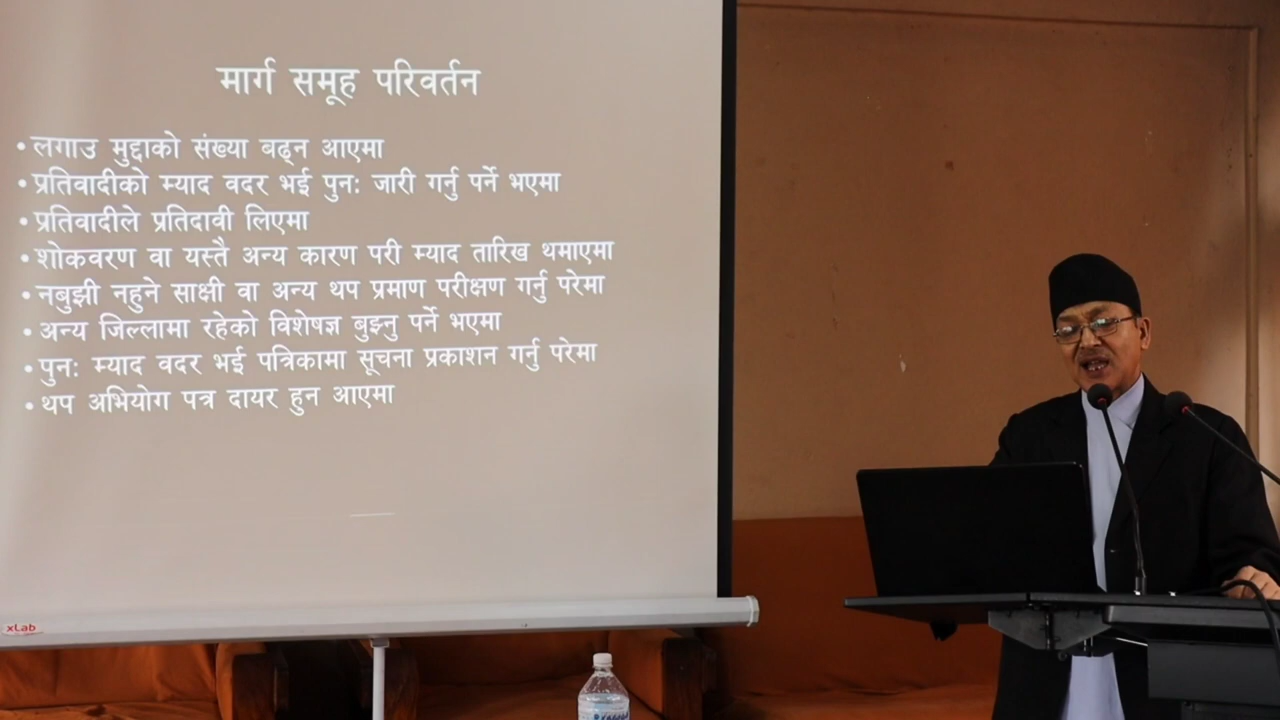 मार्ग समूह परिवर्तन
• लगाउ मुद्दाको संख्या बढ्न आएमा
• प्रतिवादीको म्याद वदर भई पुनः जारी गर्नु पर्ने भएमा
• प्रतिवादीले प्रतिदावी लिएमा
• शोकवरण वा यस्तै अन्य कारण परी म्याद तारिख थमाएमा
• नबुझी नहुने साक्षी वा अन्य थप प्रमाण परीक्षण गर्नु परेमा
• अन्य जिल्लामा रहेको विशेषज्ञ बुझ्नु पर्ने भएमा
• पुनः म्याद वदर भई पत्रिकामा सूचना प्रकाशन गर्नु परेमा
• थप अभियोग पत्र दायर हुन आएमा
xLab